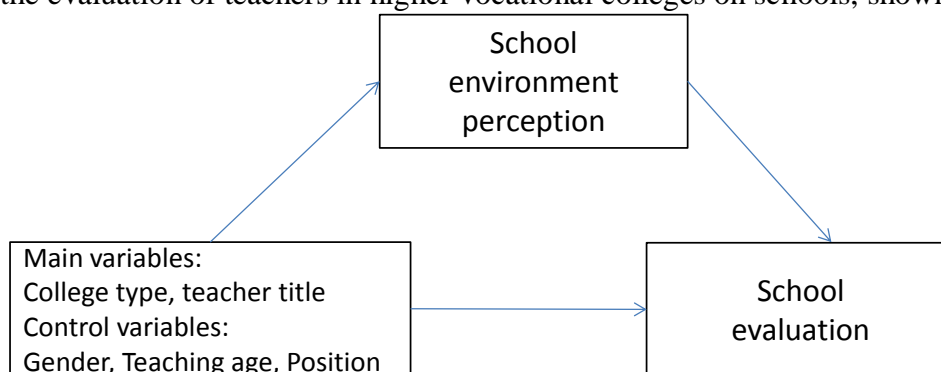 the evaluation of teachers in higher vocational colleges on schools, show
School
environment
perception
Main variables:
College type, teacher title
Control variables:
Gender, Teaching age, Position
School
evaluation